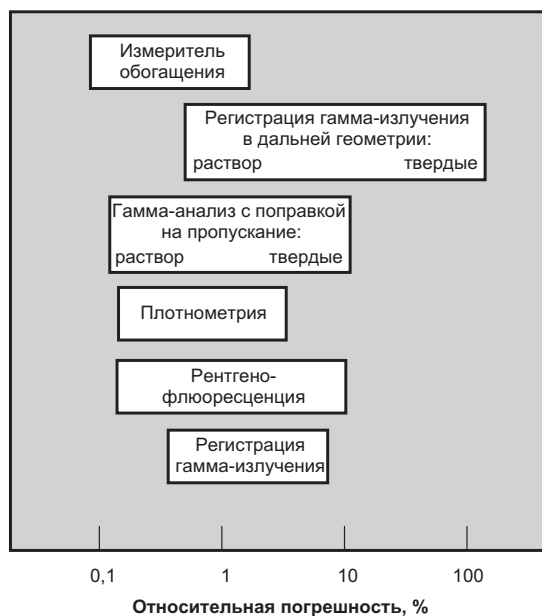 Измеритель
обогащения
Регистрация гамма-излучения
в дальней геометрии:
раствор твердые
Гамма-анализ с поправкой
на пропускание:
раствор твердые
Плотнометрия
Рентгено-
флюоресценция
Регистрация
гамма-излучения
0,1 1 10 100
Относительная погрешность, %